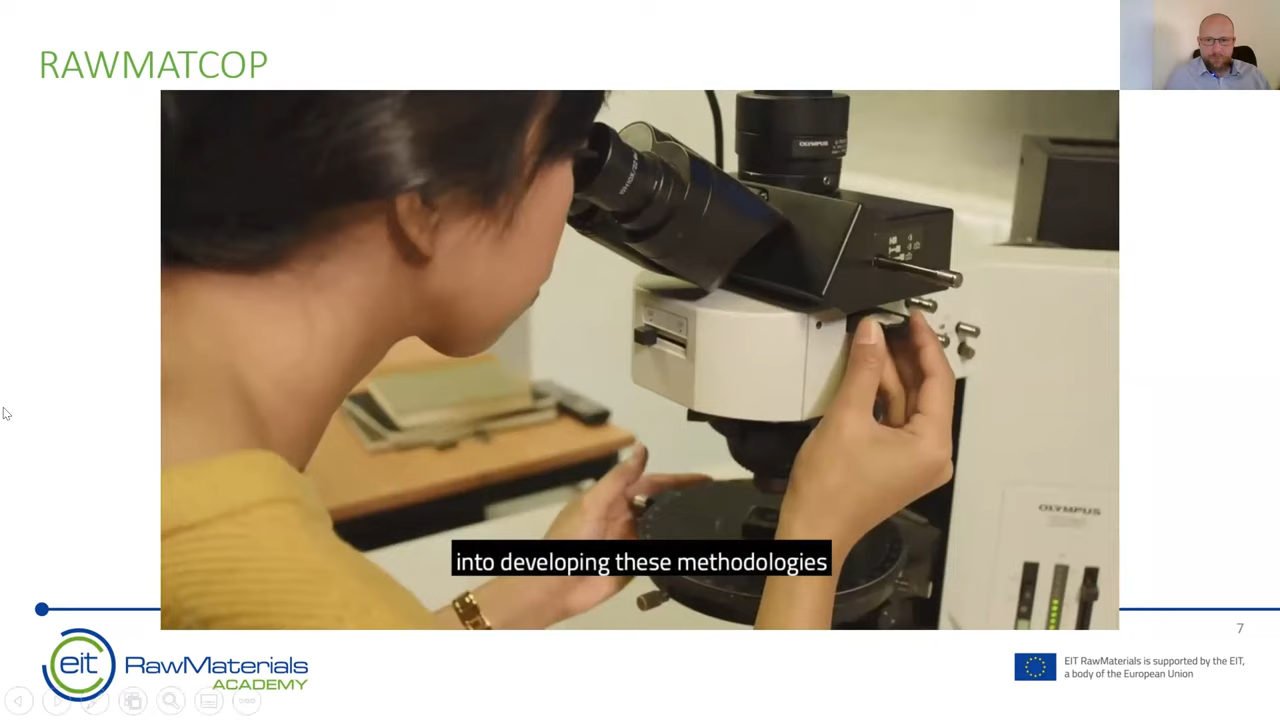 RAWMATCOP
OLYMPUS
OLYMPUS
into developing these methodologies
7
eit RawMaterials
ACADEMY
EIT RawMaterials is supported by the EIT,
a body of the European Union